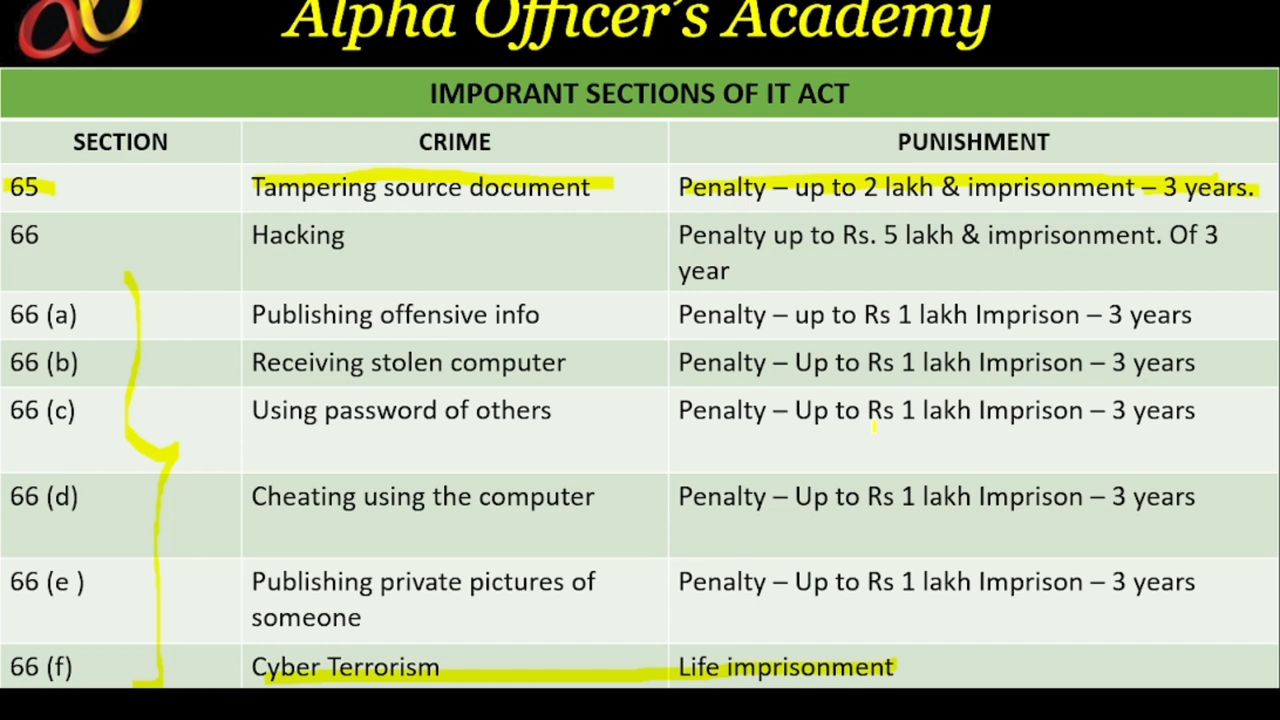 Alpha Officer's Academy
IMPORANT SECTIONS OF IT ACT
SECTION CRIME PUNISHMENT
65 Tampering source document Penalty – up to 2 lakh & imprisonment – 3 years.
66 Hacking Penalty up to Rs. 5 lakh & imprisonment. Of 3
year
66 (a) Publishing offensive info Penalty – up to Rs 1 lakh Imprison – 3 years
66 (b) Receiving stolen computer Penalty – Up to Rs 1 lakh Imprison – 3 years
66 (c) Using password of others Penalty – Up to Rs 1 lakh Imprison – 3 years
66 (d) Cheating using the computer Penalty – Up to Rs 1 lakh Imprison – 3 years
66 (e ) Publishing private pictures of Penalty – Up to Rs 1 lakh Imprison – 3 years
someone
66 (f) Cyber Terrorism Life imprisonment